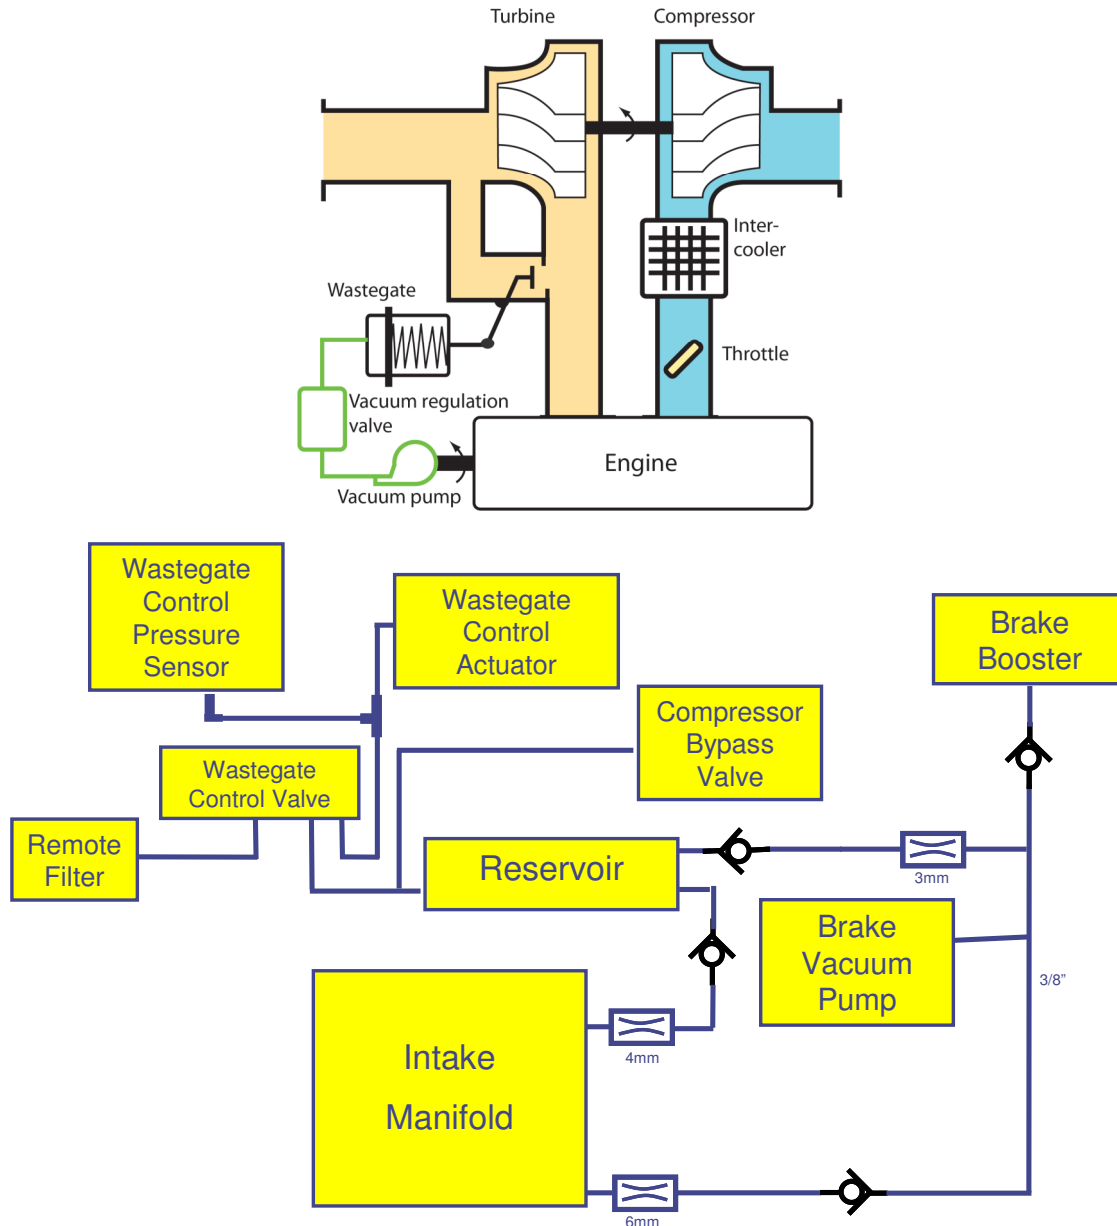 Turbine
Compressor
Inter-
cooler
Wastegate
Throttle
Vacuum regulation
valve
Engine
Vacuum pump
Wastegate
Control
Pressure
Sensor
Wastegate
Control
Actuator
Brake
Booster
Compressor
Bypass
Valve
Wastegate
Control Valve
Remote
Filter
Reservoir
3mm
Brake
Vacuum
Pump
3/8"
Intake
Manifold
4mm
6mm